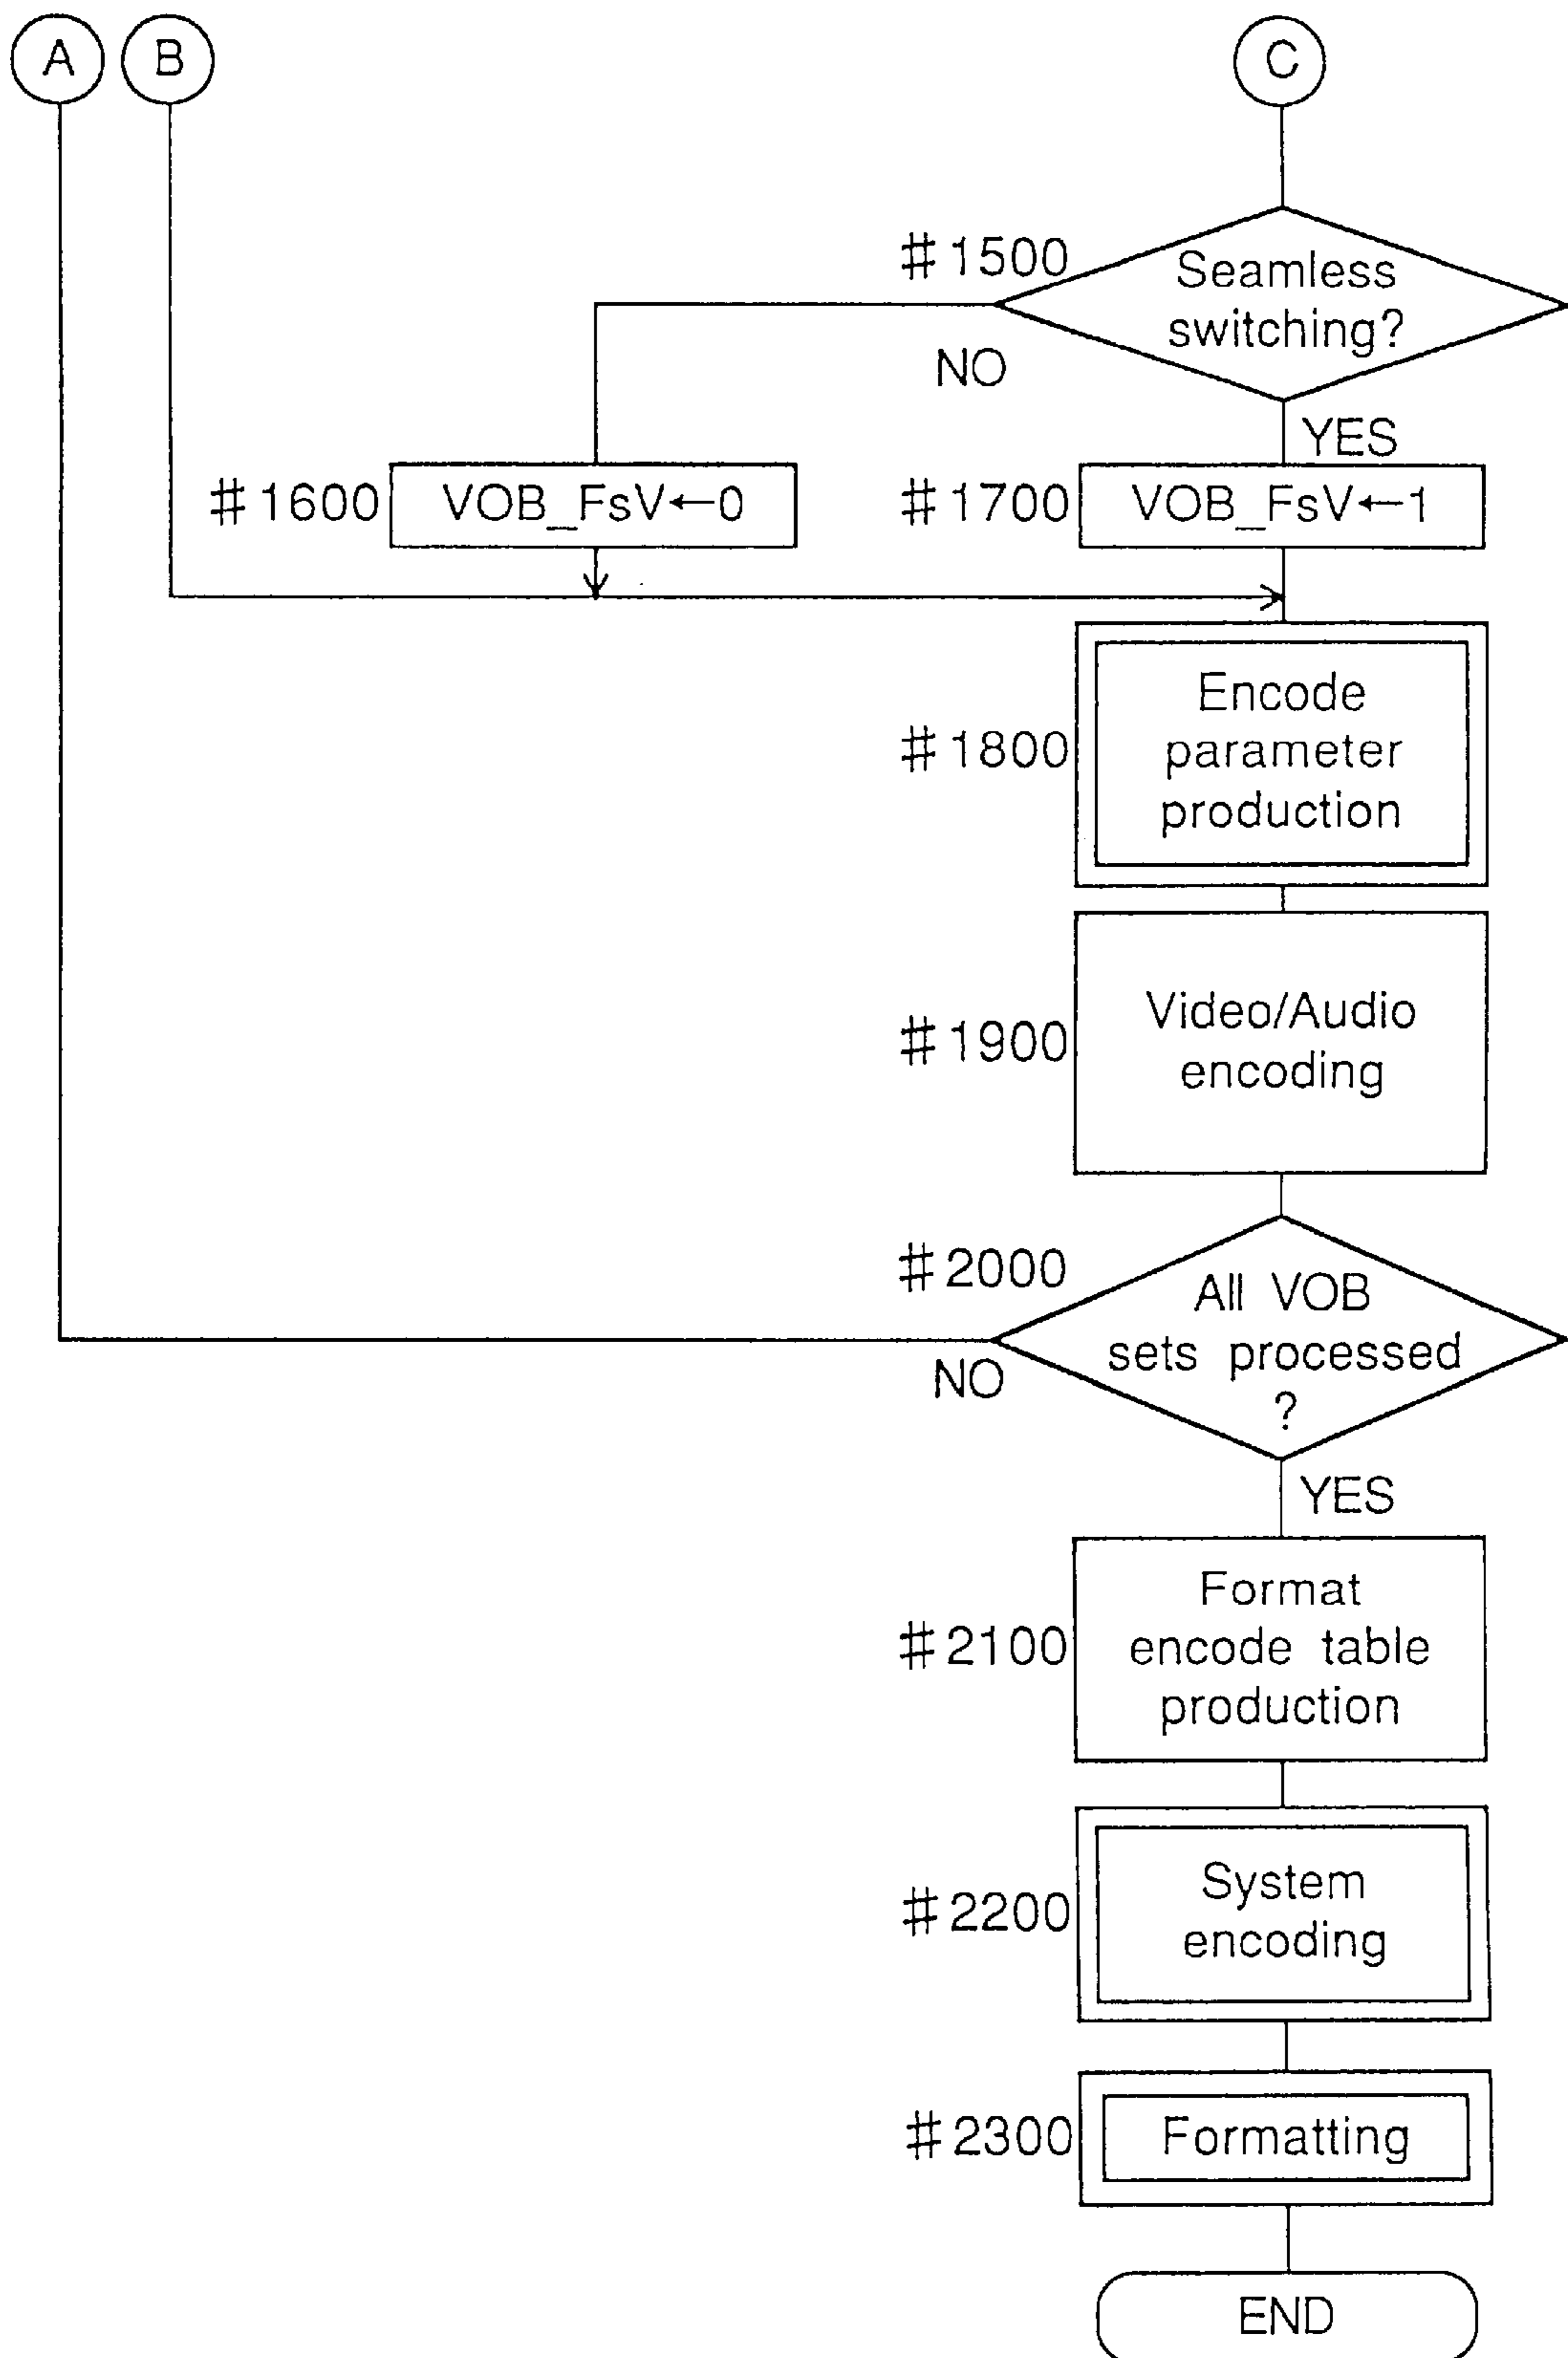 A B C
#1500
Seamless
switching?
NO
YES
#1600 VOB_FsV←0
#1700 VOB_FsV←1
#1800
Encode
parameter
production
#1900
Video/Audio
encoding
#2000
All VOB
sets processed
?
NO
YES
#2100
Format
encode table
production
#2200
System
encoding
#2300 Formatting
END